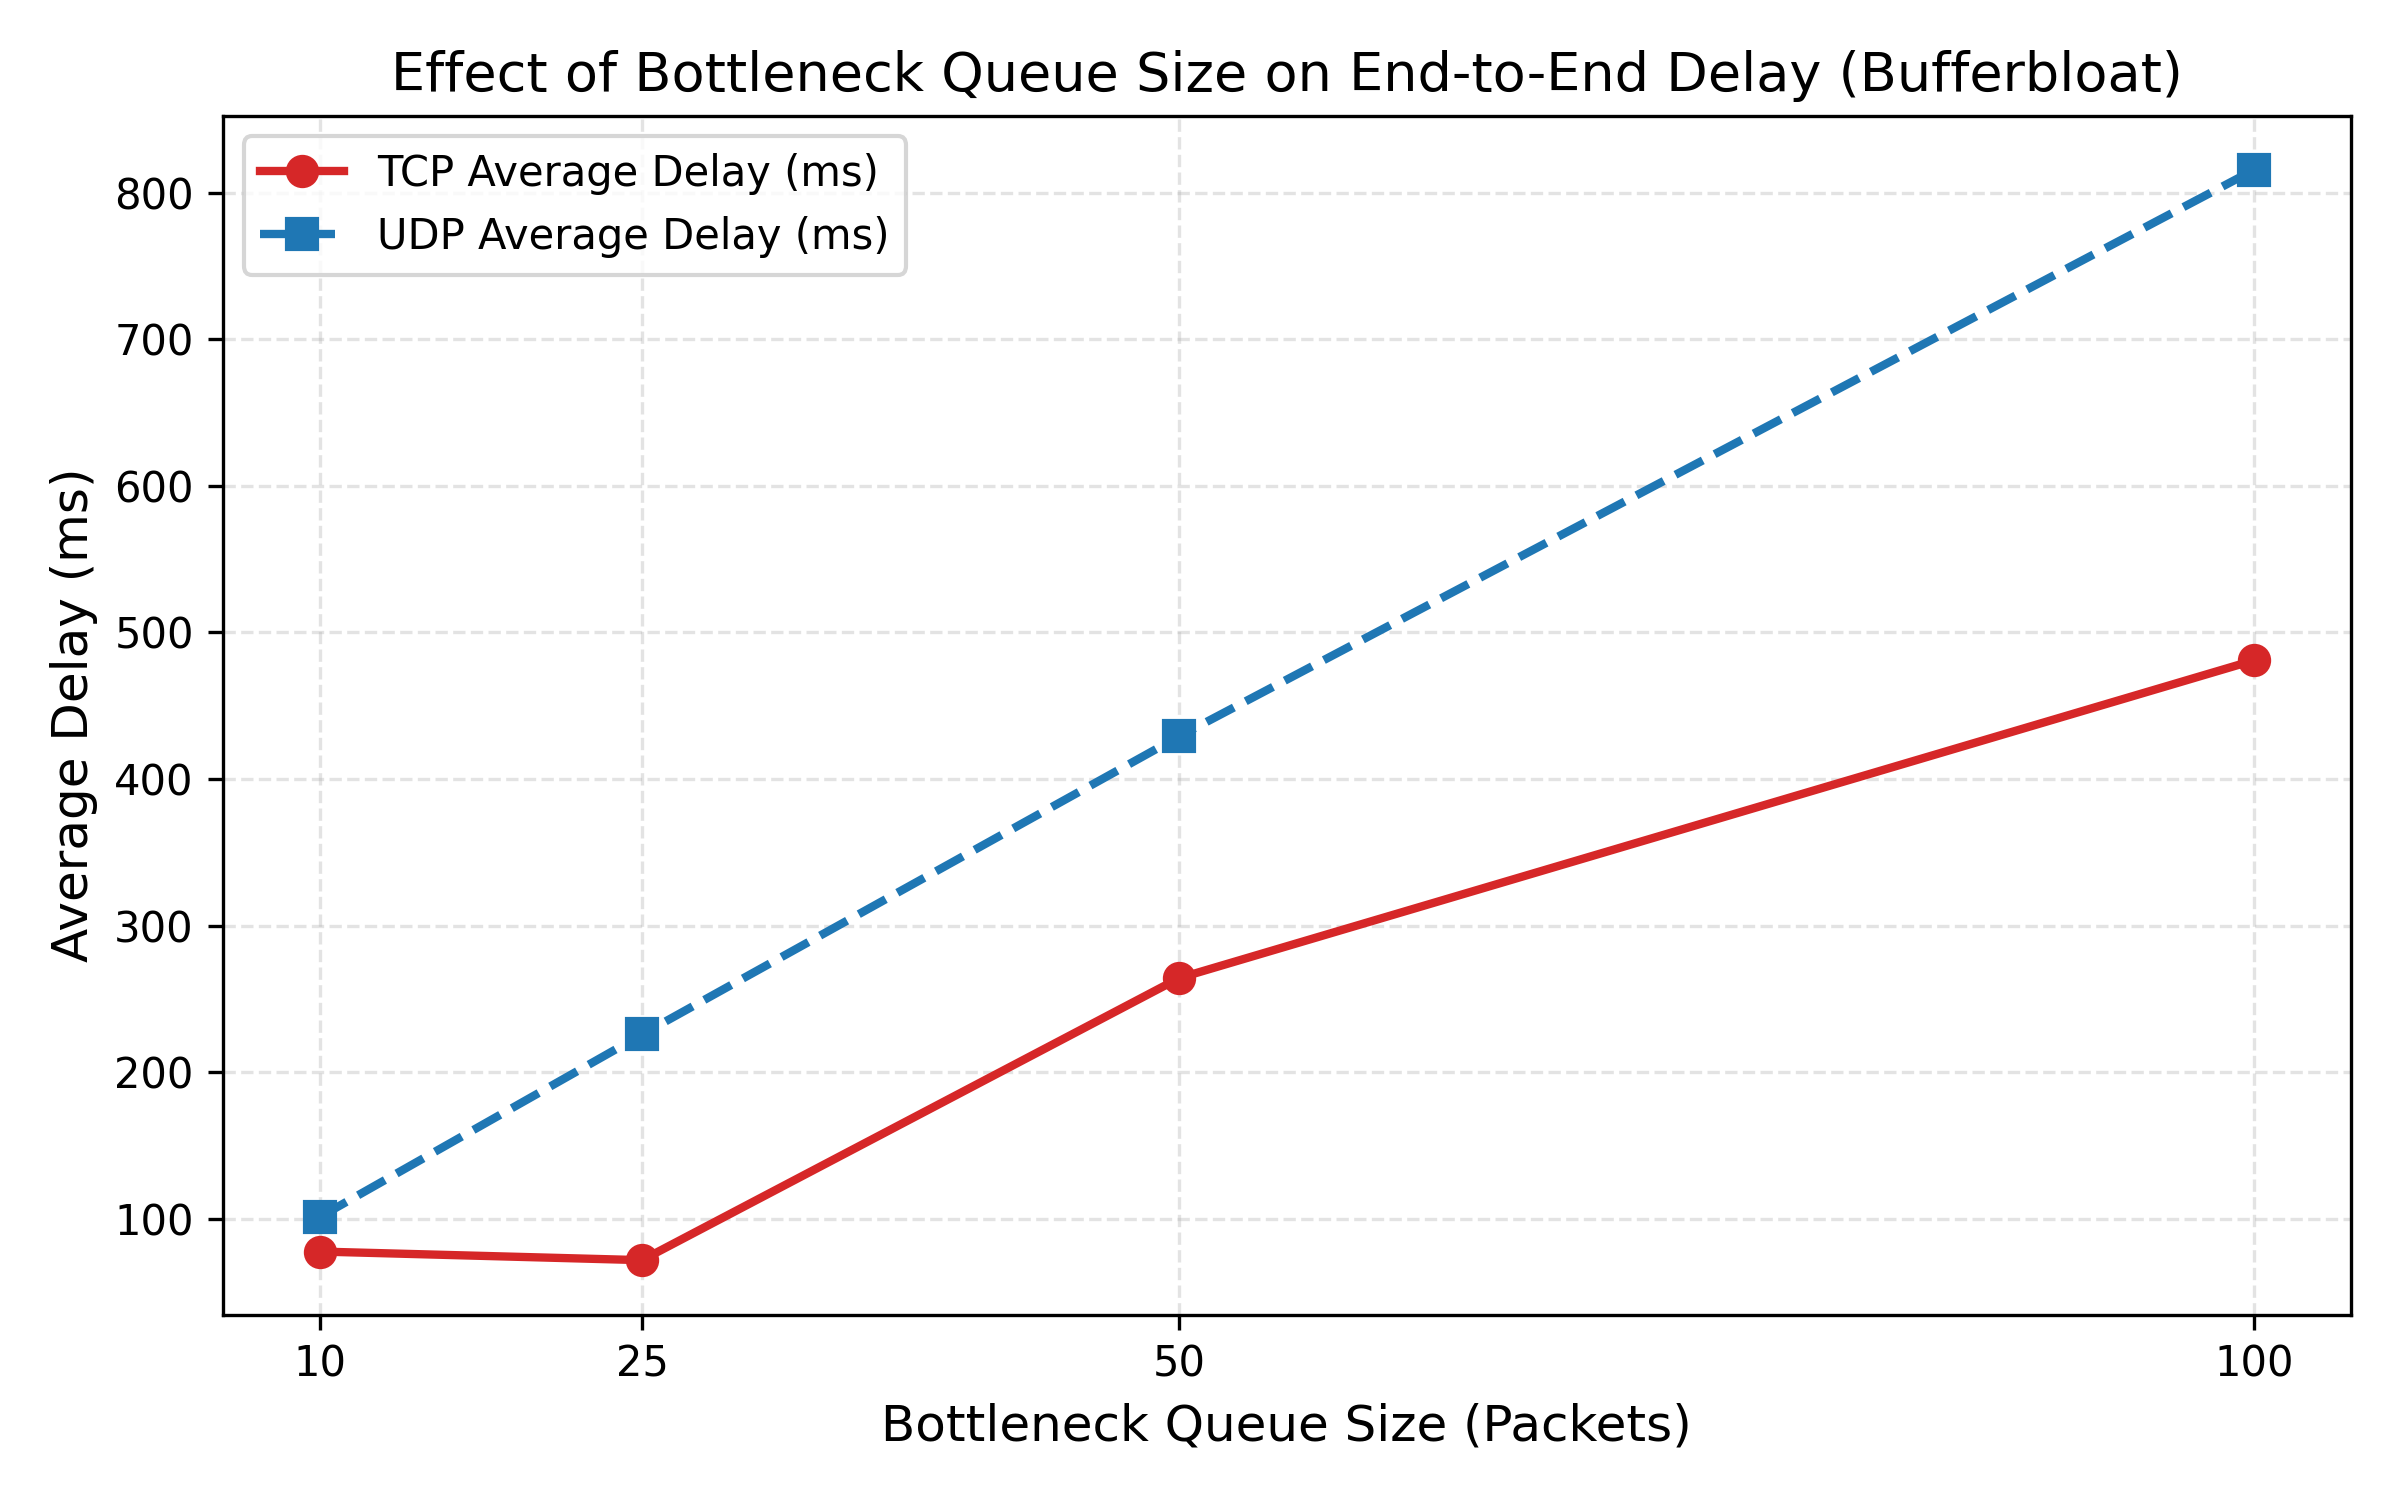 Effect of Bottleneck Queue Size on End-to-End Delay (Bufferbloat)
TCP Average Delay (ms)
UDP Average Delay (ms)
Average Delay (ms)
800
700
600
500
400
300
200
100
10 25 50 100
Bottleneck Queue Size (Packets)